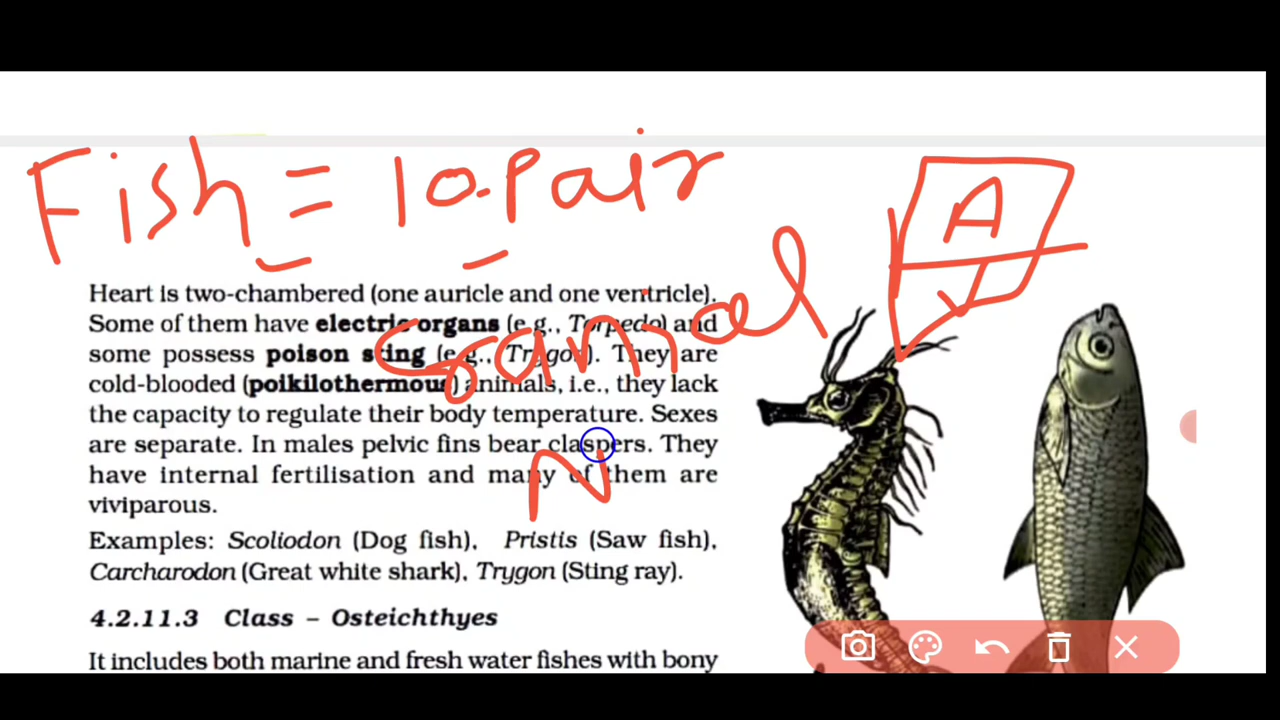 Fish = 10 pair
A
Cranial
N
Heart is two-chambered (one auricle and one ventricle).
Some of them have electric organs (e.g., Torpedo) and
some possess poison sting (e.g., Trygon). They are
cold-blooded (poikilothermous) animals, i.e., they lack
the capacity to regulate their body temperature. Sexes
are separate. In males pelvic fins bear claspers. They
have internal fertilisation and many of them are
viviparous.
Examples: Scoliodon (Dog fish), Pristis (Saw fish),
Carcharodon (Great white shark), Trygon (Sting ray).
4.2.11.3 Class – Osteichthyes
It includes both marine and fresh water fishes with bony